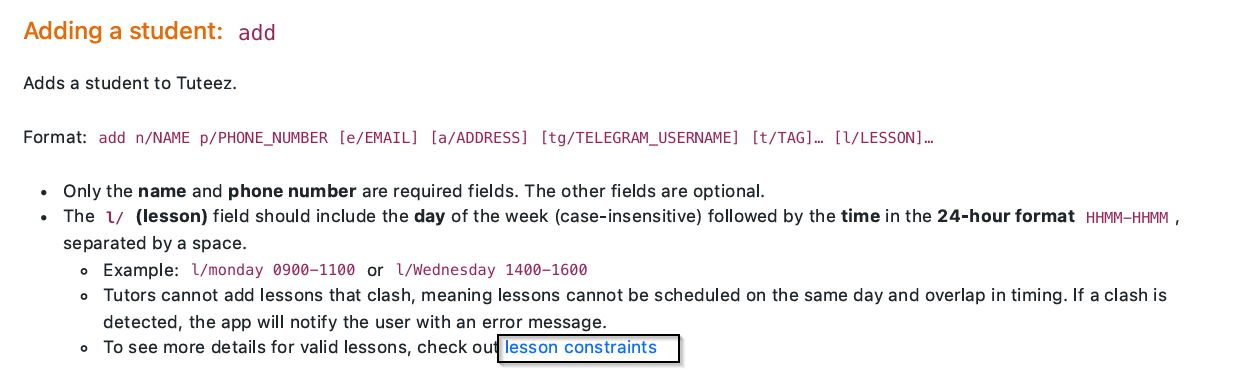 Adding a student: add
Adds a student to Tuteez.
Format: add n/NAME p/PHONE_NUMBER [e/EMAIL] [a/ADDRESS] [tg/TELEGRAM_USERNAME] [t/TAG]… [l/LESSON]…
• Only the name and phone number are required fields. The other fields are optional.
• The l/ (lesson) field should include the day of the week (case-insensitive) followed by the time in the 24-hour format HHMM-HHMM ,
separated by a space.
◦ Example: l/monday 0900-1100 or l/Wednesday 1400-1600
◦ Tutors cannot add lessons that clash, meaning lessons cannot be scheduled on the same day and overlap in timing. If a clash is
detected, the app will notify the user with an error message.
◦ To see more details for valid lessons, check out lesson constraints